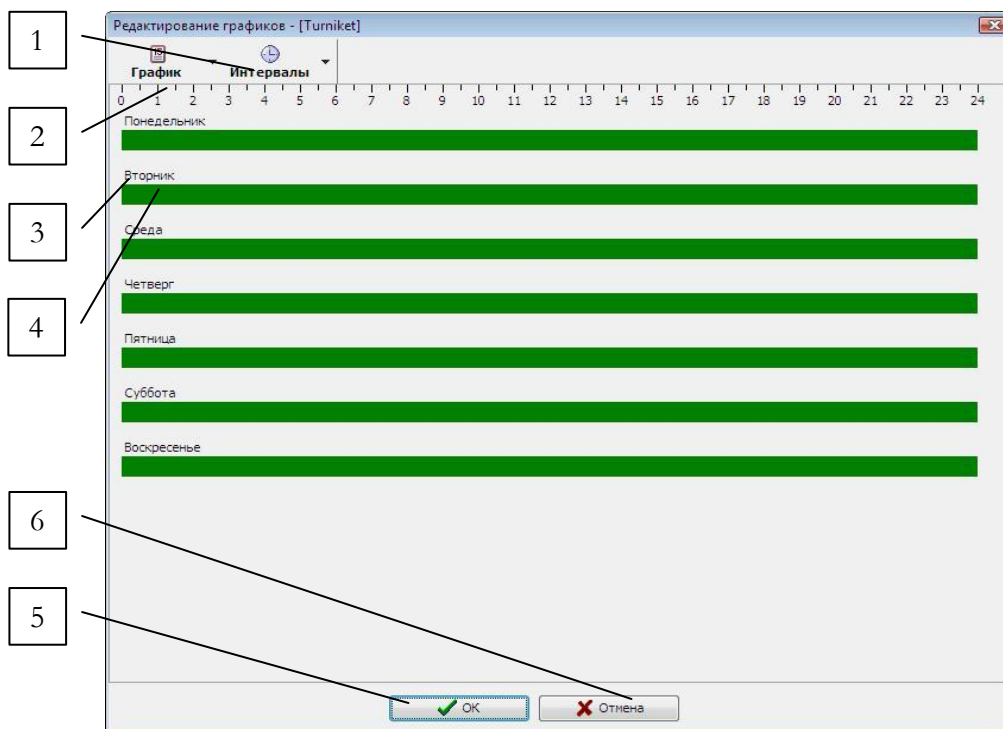 Редактирование графиков - [Turniket]
1
15
График
Интервалы
0 1 2 3 4 5 6 7 8 9 10 11 12 13 14 15 16 17 18 19 20 21 22 23 24
2
Понедельник
Вторник
3
Среда
Четверг
4
Пятница
Суббота
Воскресенье
6
5
OK
Отмена